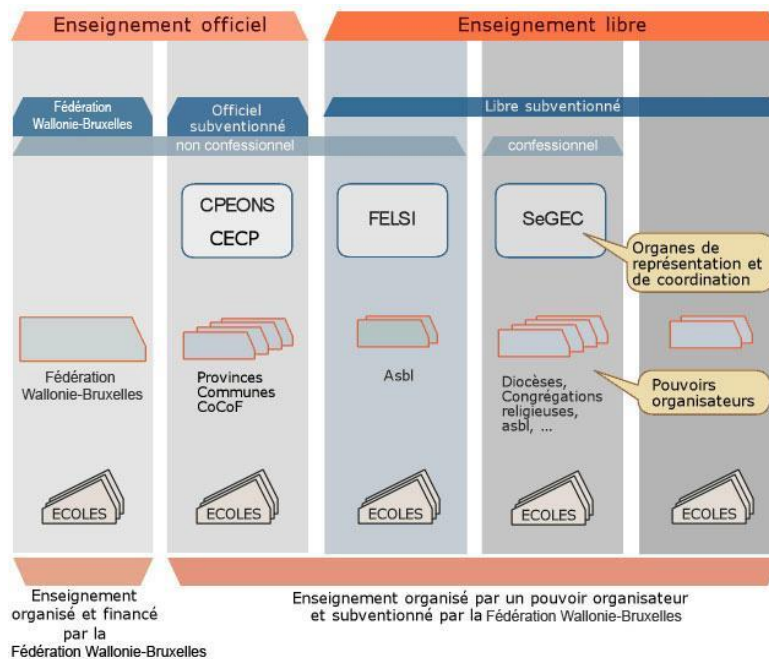 Enseignement officiel
Enseignement libre
Fédération
Wallonie-Bruxelles
Officiel
subventionné
Libre subventionné
non confessionnel
confessionnel
CPEONS
CECP
FELSI
SeGEC
Organes de
représentation et
de coordination
Fédération
Wallonie-Bruxelles
Provinces
Communes
CoCoF
Asbl
Diocèses,
Congrégations
religieuses,
asbl, ...
Pouvoirs
organisateurs
ECOLES
ECOLES
ECOLES
ECOLES
ECOLES
Enseignement
organisé et financé
par la
Fédération Wallonie-Bruxelles
Enseignement organisé par un pouvoir organisateur
et subventionné par la Fédération Wallonie-Bruxelles